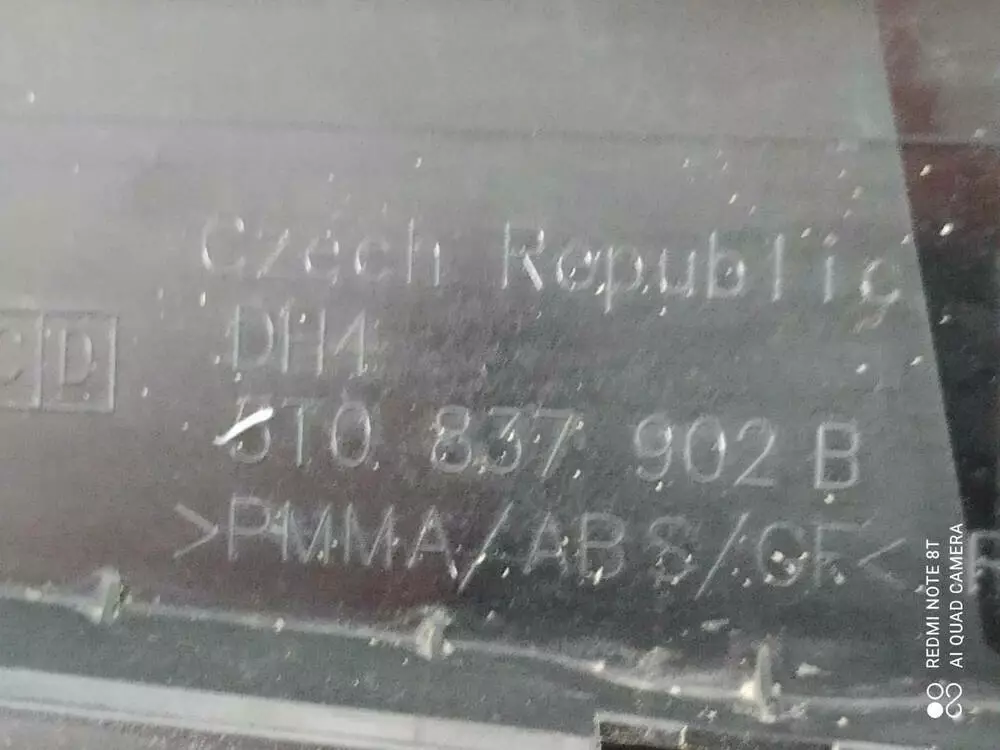 Czech Republic
DH4
C D
5T0 837 902 B
>PMMA/ABS/GF<
REDMI NOTE 8T
AI QUAD CAMERA